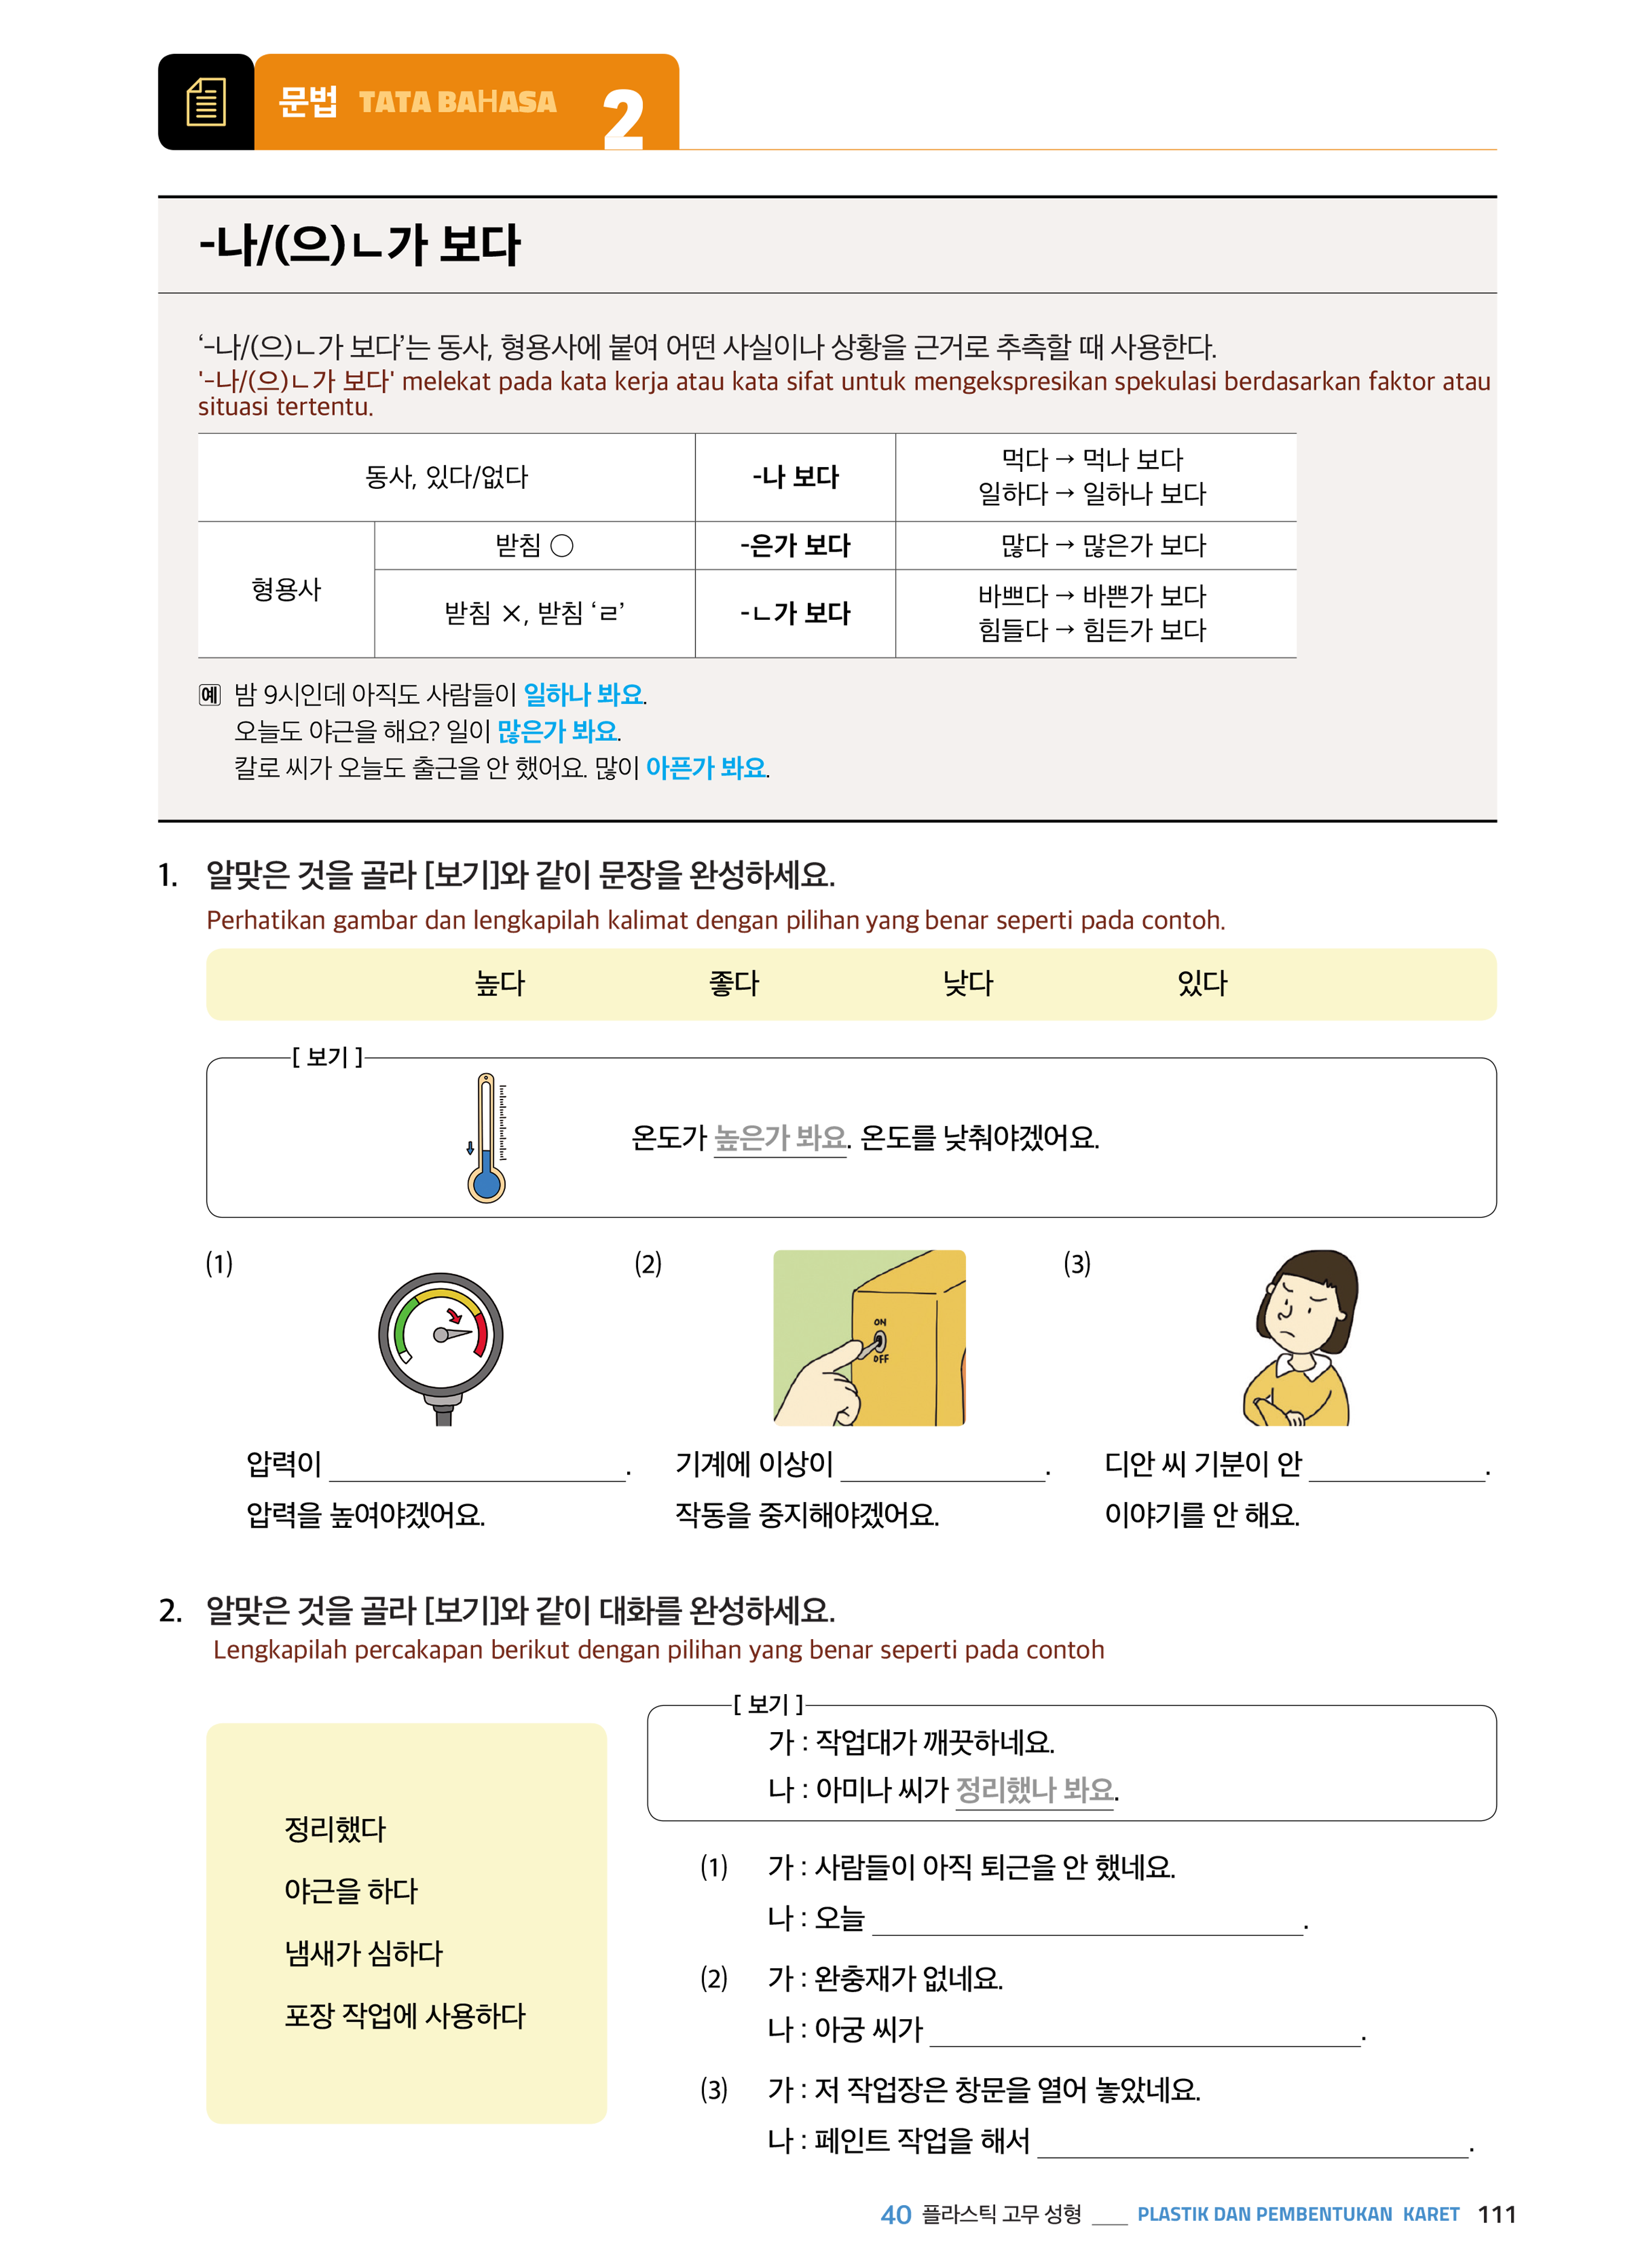 문법 TATA BAHASA 2
-나/(으)ㄴ가 보다
‘-나/(으)ㄴ가 보다’는 동사, 형용사에 붙여 어떤 사실이나 상황을 근거로 추측할 때 사용한다.
'-나/(으)ㄴ가 보다' melekat pada kata kerja atau kata sifat untuk mengekspresikan spekulasi berdasarkan faktor atau
situasi tertentu.
동사, 있다/없다 -나 보다 먹다 → 먹나 보다
일하다 → 일하나 보다
형용사 받침 ○ -은가 보다 많다 → 많은가 보다
받침 ×, 받침 ‘ㄹ’ -ㄴ가 보다 바쁘다 → 바쁜가 보다
힘들다 → 힘든가 보다
예 밤 9시인데 아직도 사람들이 일하나 봐요.
오늘도 야근을 해요? 일이 많은가 봐요.
칼로 씨가 오늘도 출근을 안 했어요. 많이 아픈가 봐요.
1. 알맞은 것을 골라 [보기]와 같이 문장을 완성하세요.
Perhatikan gambar dan lengkapilah kalimat dengan pilihan yang benar seperti pada contoh.
높다 좋다 낮다 있다
[ 보기 ]
온도가 높은가 봐요. 온도를 낮춰야겠어요.
(1) (2) (3)
ON
OFF
압력이 ____________.
압력을 높여야겠어요.
기계에 이상이 ____________.
작동을 중지해야겠어요.
디안 씨 기분이 안 ____________.
이야기를 안 해요.
2. 알맞은 것을 골라 [보기]와 같이 대화를 완성하세요.
Lengkapilah percakapan berikut dengan pilihan yang benar seperti pada contoh
정리했다
야근을 하다
냄새가 심하다
포장 작업에 사용하다
[ 보기 ]
가 : 작업대가 깨끗하네요.
나 : 아미나 씨가 정리했나 봐요.
(1) 가 : 사람들이 아직 퇴근을 안 했네요.
나 : 오늘 ____________.
(2) 가 : 완충재가 없네요.
나 : 아궁 씨가 ____________.
(3) 가 : 저 작업장은 창문을 열어 놓았네요.
나 : 페인트 작업을 해서 ____________.
40 플라스틱 고무 성형 ___ PLASTIK DAN PEMBENTUKAN KARET 111